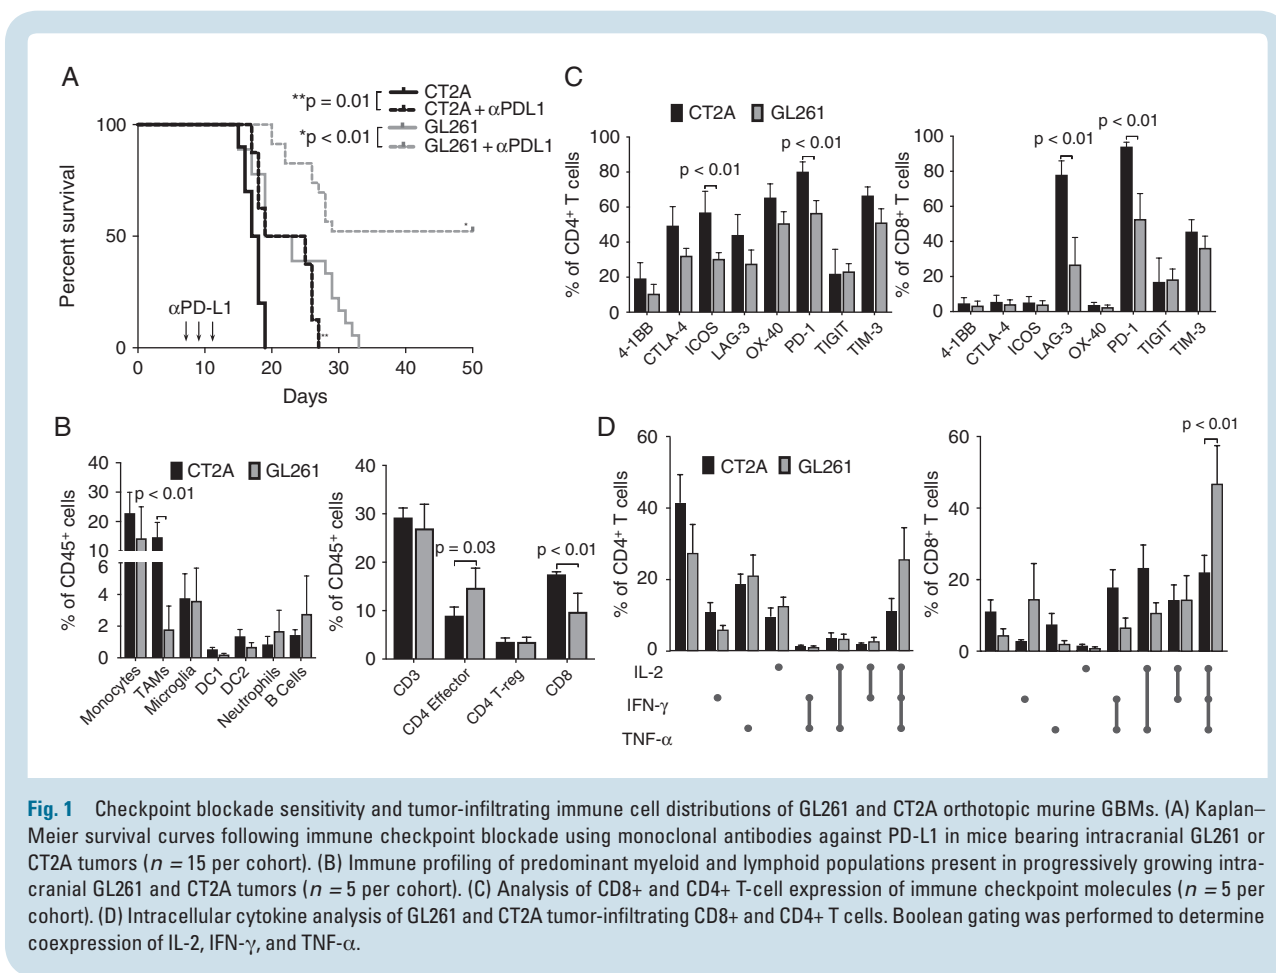 A
**p = 0.01
CT2A
CT2A + αPDL1
*p < 0.01
GL261
GL261 + αPDL1
Percent survival
100
50
0
αPD-L1
*
**
0 10 20 30 40 50
Days
B
CT2A GL261
% of CD45+ cells
40
30
20
10
6
4
2
0
p < 0.01
Monocytes TAMs Microglia DC1 DC2 Neutrophils B Cells
% of CD45+ cells
40
30
20
10
0
p = 0.03
p < 0.01
CD3 CD4 Effector CD4 T-reg CD8
C
CT2A GL261
% of CD4+ T cells
100
80
60
40
20
0
p < 0.01
p < 0.01
4-1BB CTLA-4 ICOS LAG-3 OX-40 PD-1 TIGIT TIM-3
% of CD8+ T cells
100
80
60
40
20
0
p < 0.01
p < 0.01
4-1BB CTLA-4 ICOS LAG-3 OX-40 PD-1 TIGIT TIM-3
D
CT2A GL261
% of CD4+ T cells
60
40
20
0
IL-2
IFN-γ
TNF-α
% of CD8+ T cells
60
40
20
0
p < 0.01
Fig. 1 Checkpoint blockade sensitivity and tumor-infiltrating immune cell distributions of GL261 and CT2A orthotopic murine GBMs. (A) Kaplan–
Meier survival curves following immune checkpoint blockade using monoclonal antibodies against PD-L1 in mice bearing intracranial GL261 or
CT2A tumors (n = 15 per cohort). (B) Immune profiling of predominant myeloid and lymphoid populations present in progressively growing intra-
cranial GL261 and CT2A tumors (n = 5 per cohort). (C) Analysis of CD8+ and CD4+ T-cell expression of immune checkpoint molecules (n = 5 per
cohort). (D) Intracellular cytokine analysis of GL261 and CT2A tumor-infiltrating CD8+ and CD4+ T cells. Boolean gating was performed to determine
coexpression of IL-2, IFN-γ, and TNF-α.